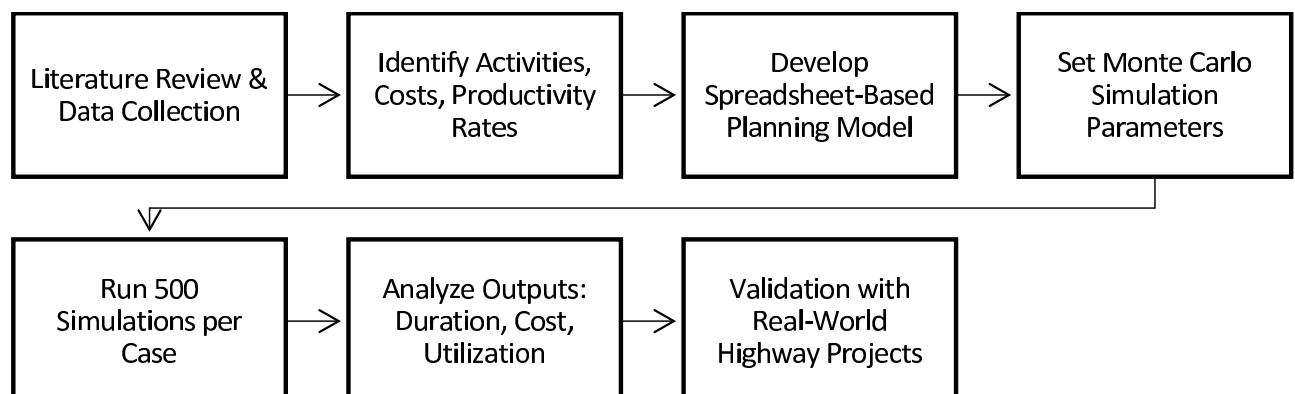 Literature Review &
Data Collection
Identify Activities,
Costs, Productivity
Rates
Develop
Spreadsheet-Based
Planning Model
Set Monte Carlo
Simulation
Parameters
Run 500
Simulations per
Case
Analyze Outputs:
Duration, Cost,
Utilization
Validation with
Real-World
Highway Projects